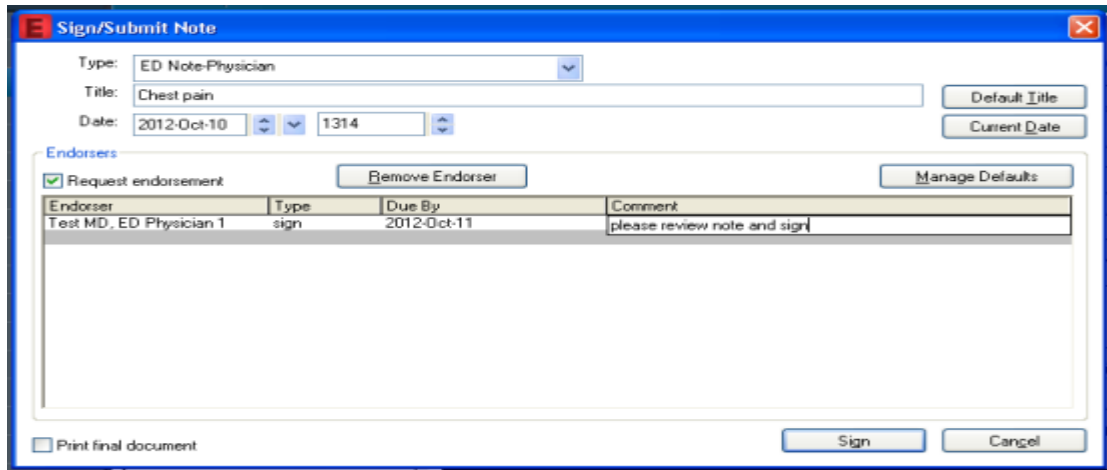 E Sign/Submit Note
Type: ED Note-Physician
Title: Chest pain Default Title
Date: 2012-Oct-10 1314 Current Date
Endorsers
Request endorsement Remove Endorser Manage Defaults
Endorser Type Due By Comment
Test MD, ED Physician 1 sign 2012-Oct-11 please review note and sign
Print final document Sign Cancel